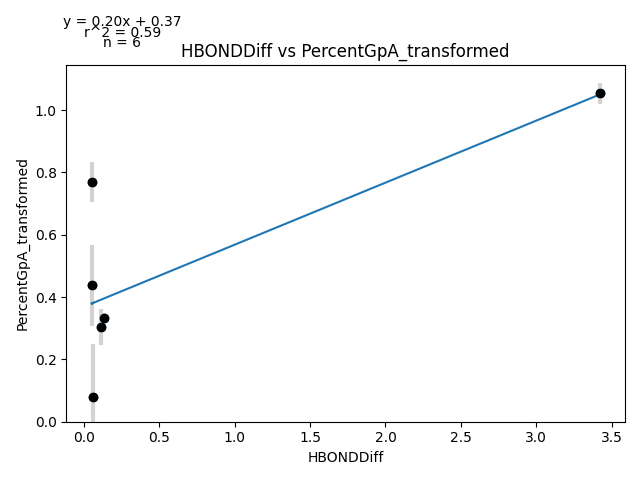 y = 0.20x + 0.37
r^2 = 0.59
n = 6
HBONDDiff vs PercentGpA_transformed
PercentGpA_transformed
1.0
0.8
0.6
0.4
0.2
0.0
0.0 0.5 1.0 1.5 2.0 2.5 3.0 3.5
HBONDDiff